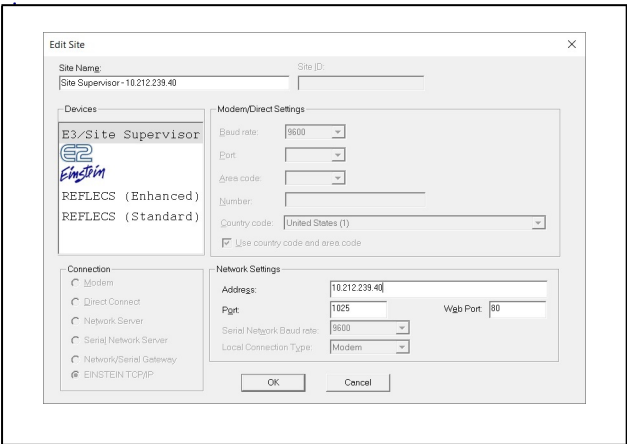 Edit Site
Site Name:
Site ID:
Site Supervisor - 10.212.239.40
Devices
E3/Site Supervisor
E2
Einstein
REFLECS (Enhanced)
REFLECS (Standard)
Modem/Direct Settings
Baud rate: 9600
Port
Area code:
Number:
Country code: United States (1)
Use country code and area code
Connection
Modem
Direct Connect
Network Server
Serial Network Server
Network/Serial Gateway
EINSTEIN TCP/IP
Network Settings
Address: 10.212.239.40
Port: 1025 Web Port: 80
Serial Network Baud rate: 9600
Local Connection Type: Modem
OK Cancel